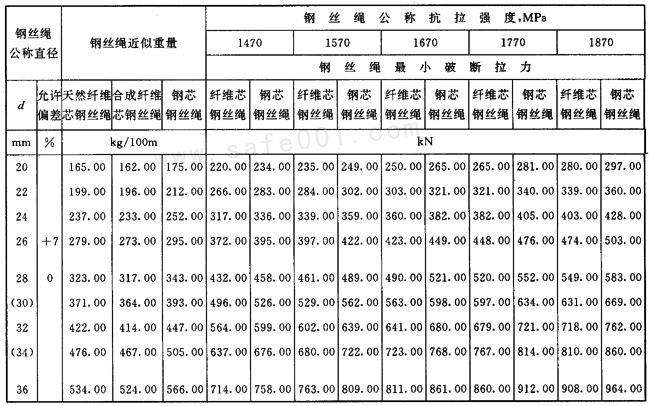 钢丝绳公称直径 钢丝绳近似重量 钢丝绳公称抗拉强度,MPa
1470 1570 1670 1770 1870
钢丝绳最小破断拉力
d 允许偏差 天然纤维芯钢丝绳 合成纤维芯钢丝绳 钢芯钢丝绳 纤维芯钢丝绳 钢芯钢丝绳 纤维芯钢丝绳 钢芯钢丝绳 纤维芯钢丝绳 钢芯钢丝绳 纤维芯钢丝绳 钢芯钢丝绳 纤维芯钢丝绳 钢芯钢丝绳
mm % kg/100m kN
20 165.00 162.00 175.00 220.00 234.00 235.00 249.00 250.00 265.00 265.00 281.00 280.00 297.00
22 199.00 196.00 212.00 266.00 283.00 284.00 302.00 303.00 321.00 321.00 340.00 339.00 360.00
24 237.00 233.00 252.00 317.00 336.00 339.00 359.00 360.00 382.00 382.00 405.00 403.00 428.00
26 +7 279.00 273.00 295.00 372.00 395.00 397.00 422.00 423.00 449.00 448.00 476.00 474.00 503.00
28 0 323.00 317.00 343.00 432.00 458.00 461.00 489.00 490.00 521.00 520.00 552.00 549.00 583.00
(30) 371.00 364.00 393.00 496.00 526.00 529.00 562.00 563.00 598.00 597.00 634.00 631.00 669.00
32 422.00 414.00 447.00 564.00 599.00 602.00 639.00 641.00 680.00 679.00 721.00 718.00 762.00
(34) 476.00 467.00 505.00 637.00 676.00 680.00 722.00 723.00 768.00 767.00 814.00 810.00 860.00
36 534.00 524.00 566.00 714.00 758.00 763.00 809.00 811.00 861.00 860.00 912.00 908.00 964.00
www.safe001.com